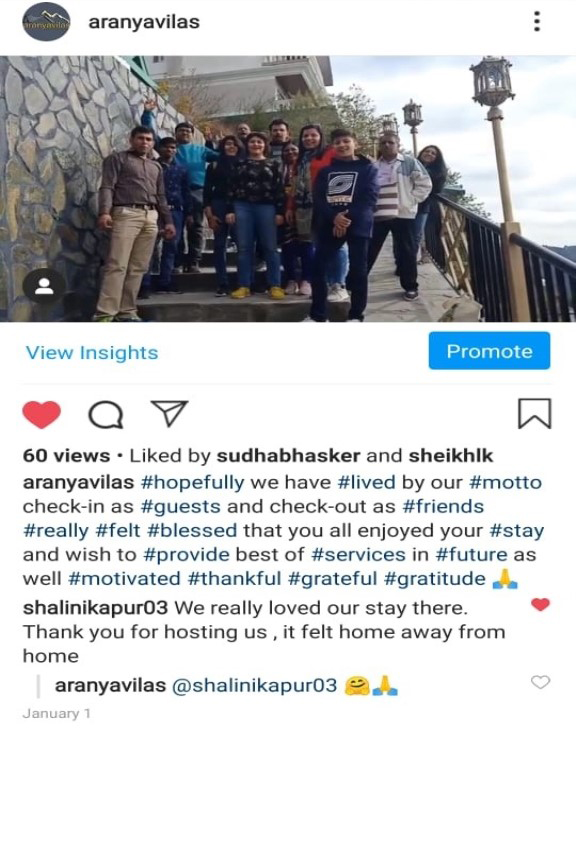 aranyavilas
aranyavilas
View Insights
Promote
60 views • Liked by sudhabhasker and sheikhlk
aranyavilas #hopefully we have #lived by our #motto
check-in as #guests and check-out as #friends
#really #felt #blessed that you all enjoyed your #stay
and wish to #provide best of #services in #future as
well #motivated #thankful #grateful #gratitude 🙏
shalinikapur03 We really loved our stay there.
Thank you for hosting us , it felt home away from
home
aranyavilas @shalinikapur03 🤗🙏
January 1